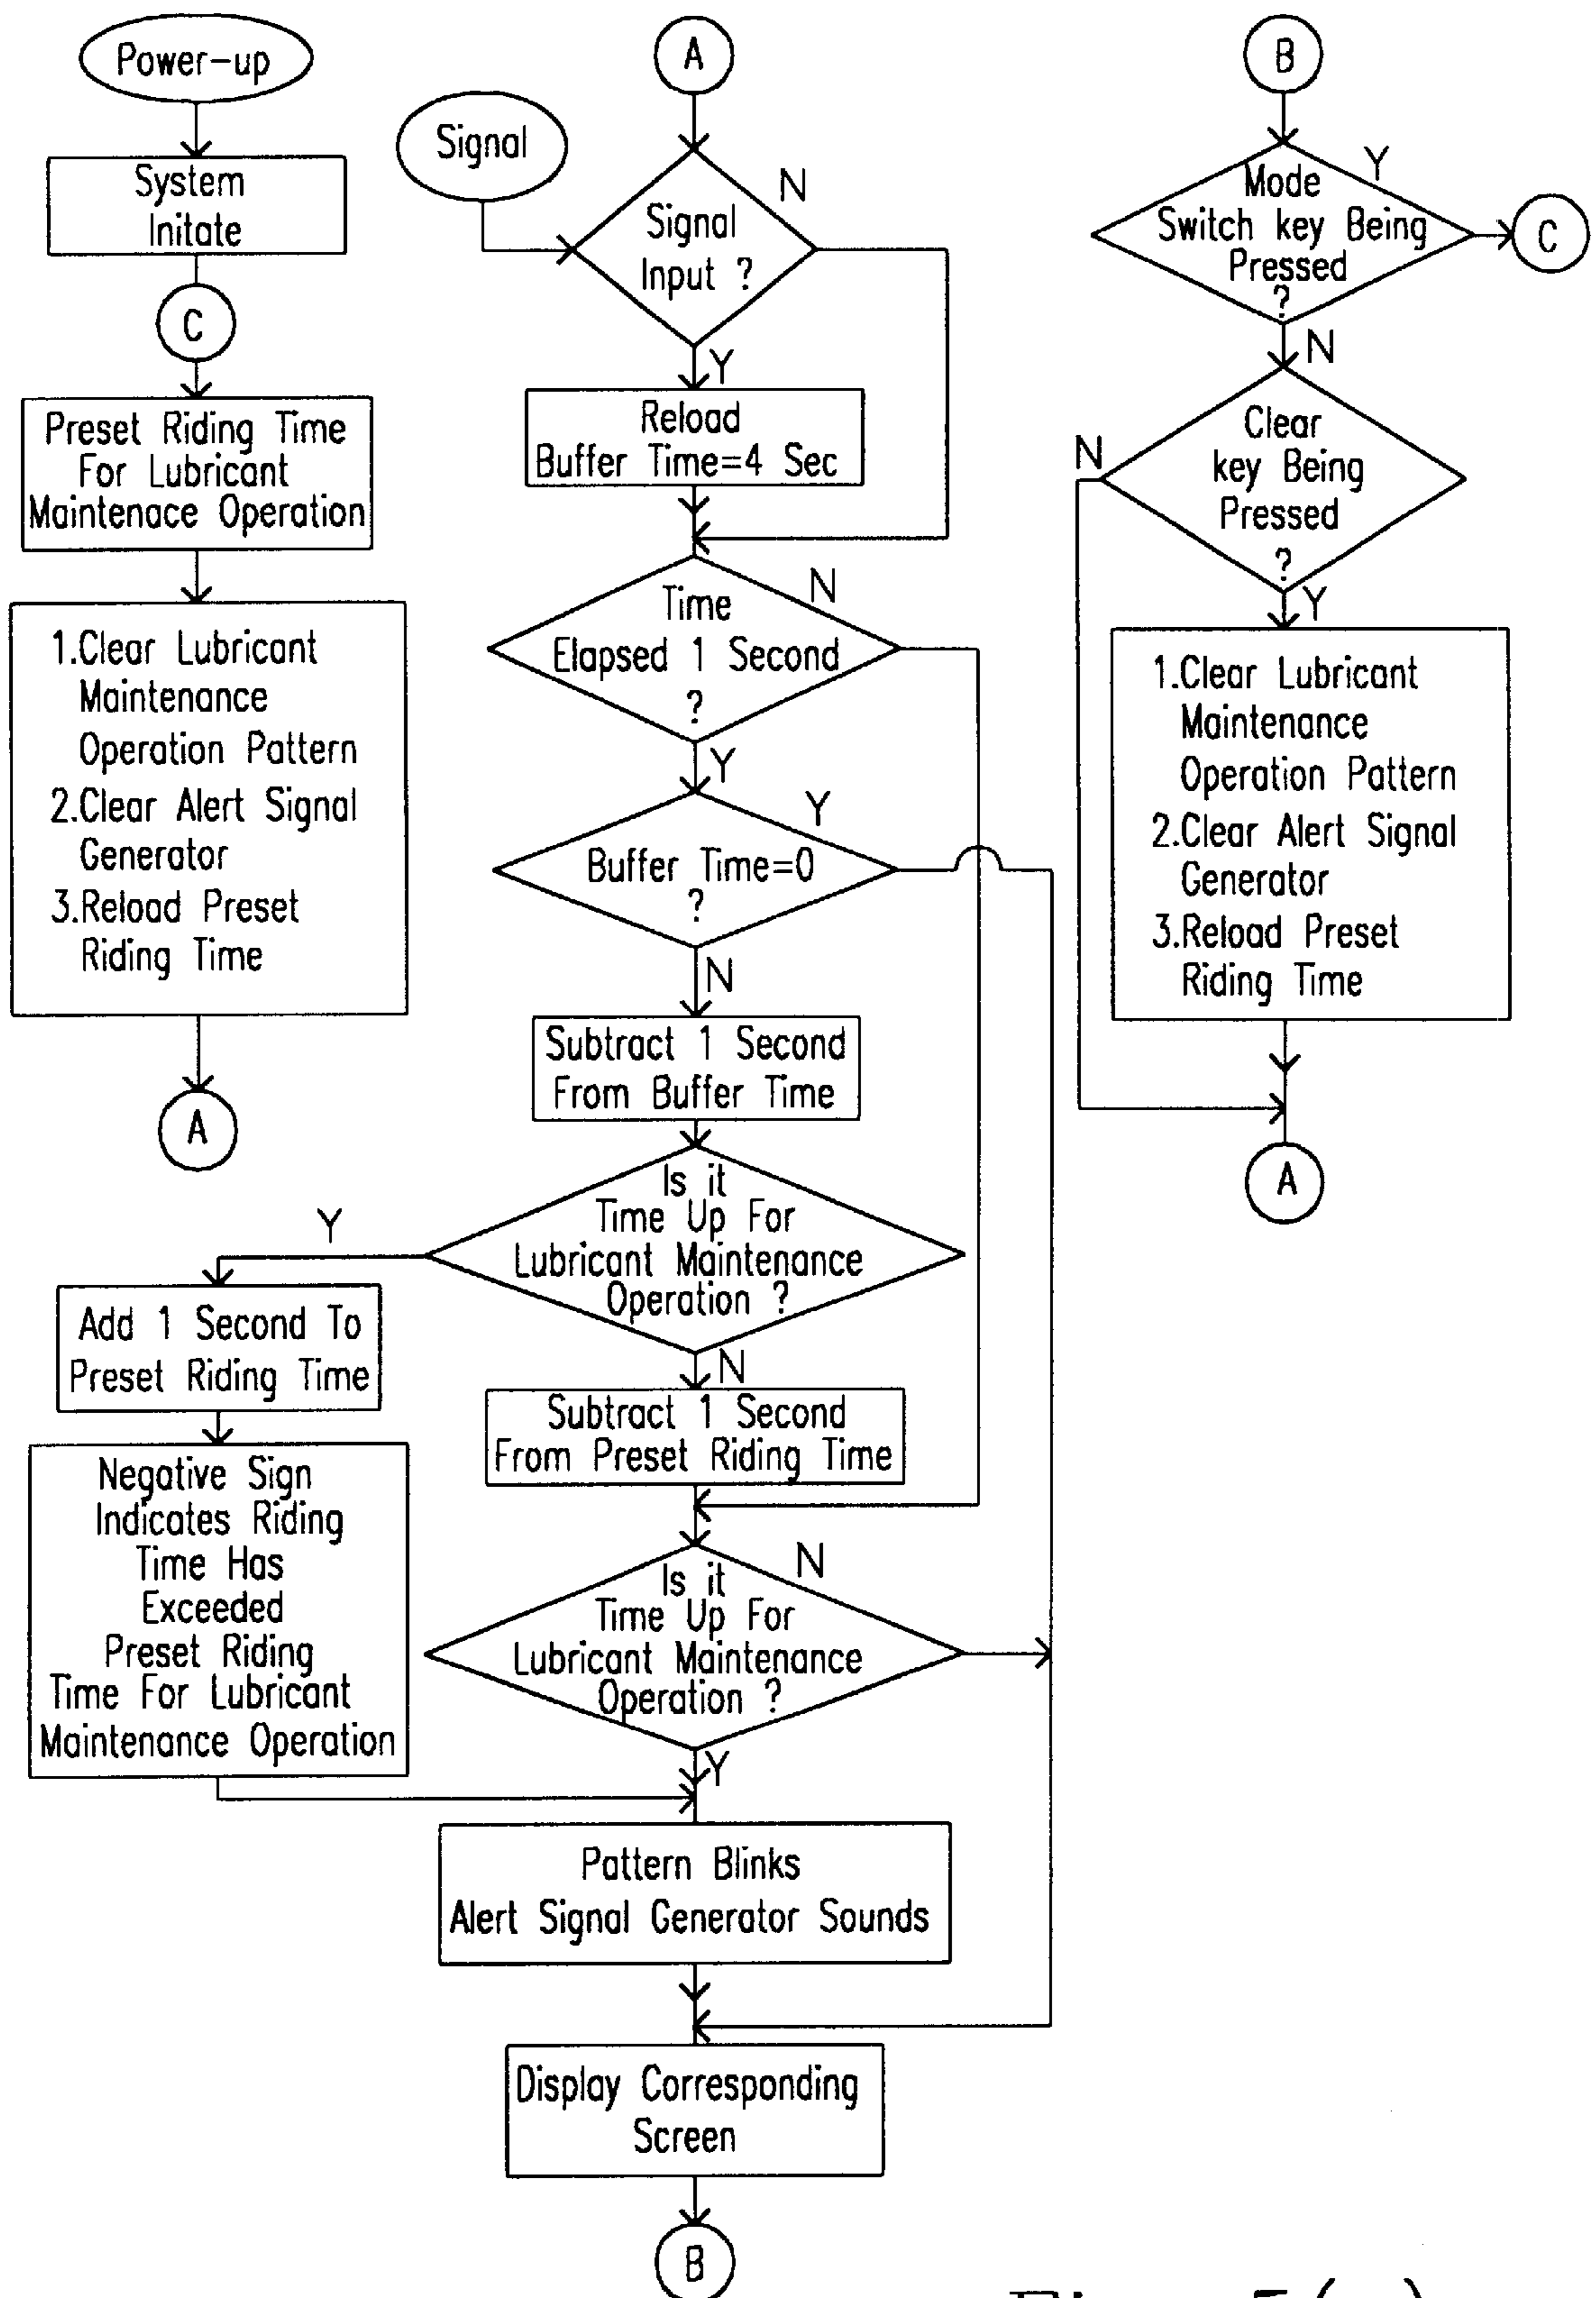 Power-up
System
Initate
C
Preset Riding Time
For Lubricant
Maintenace Operation
1.Clear Lubricant
Maintenance
Operation Pattern
2.Clear Alert Signal
Generator
3.Reload Preset
Riding Time
A
A
Signal
Signal
Input ?
N
Y
Reload
Buffer Time=4 Sec
Time
Elapsed 1 Second
?
N
Y
Buffer Time=0
?
Y
N
Subtract 1 Second
From Buffer Time
Is it
Time Up For
Lubricant Maintenance
Operation ?
Y
N
Add 1 Second To
Preset Riding Time
Negative Sign
Indicates Riding
Time Has
Exceeded
Preset Riding
Time For Lubricant
Maintenance Operation
Subtract 1 Second
From Preset Riding Time
Is it
Time Up For
Lubricant Maintenance
Operation ?
N
Y
Pattern Blinks
Alert Signal Generator Sounds
Display Corresponding
Screen
B
B
Mode
Switch key Being
Pressed
?
Y
C
N
Clear
key Being
Pressed
?
N
Y
1.Clear Lubricant
Maintenance
Operation Pattern
2.Clear Alert Signal
Generator
3.Reload Preset
Riding Time
A